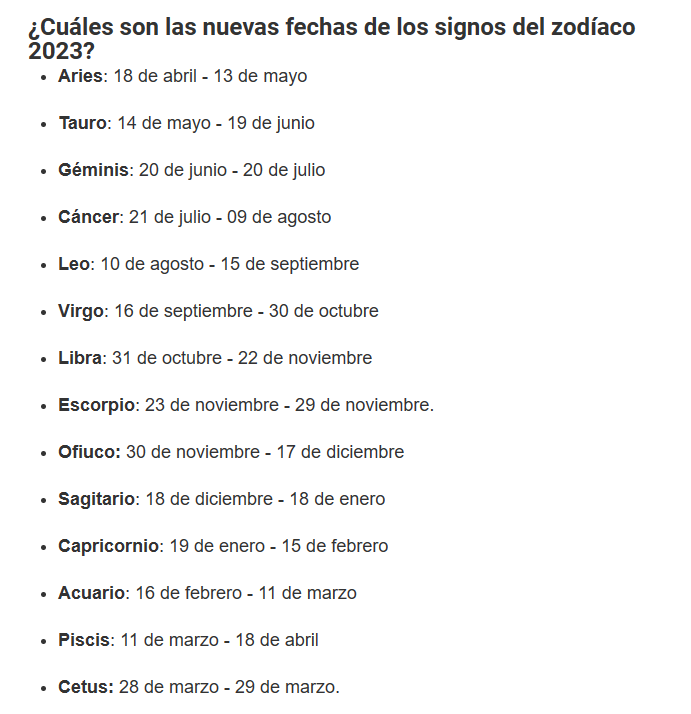 ¿Cuáles son las nuevas fechas de los signos del zodíaco
2023?
• Aries: 18 de abril - 13 de mayo
• Tauro: 14 de mayo - 19 de junio
• Géminis: 20 de junio - 20 de julio
• Cáncer: 21 de julio - 09 de agosto
• Leo: 10 de agosto - 15 de septiembre
• Virgo: 16 de septiembre - 30 de octubre
• Libra: 31 de octubre - 22 de noviembre
• Escorpio: 23 de noviembre - 29 de noviembre.
• Ofiuco: 30 de noviembre - 17 de diciembre
• Sagitario: 18 de diciembre - 18 de enero
• Capricornio: 19 de enero - 15 de febrero
• Acuario: 16 de febrero - 11 de marzo
• Piscis: 11 de marzo - 18 de abril
• Cetus: 28 de marzo - 29 de marzo.